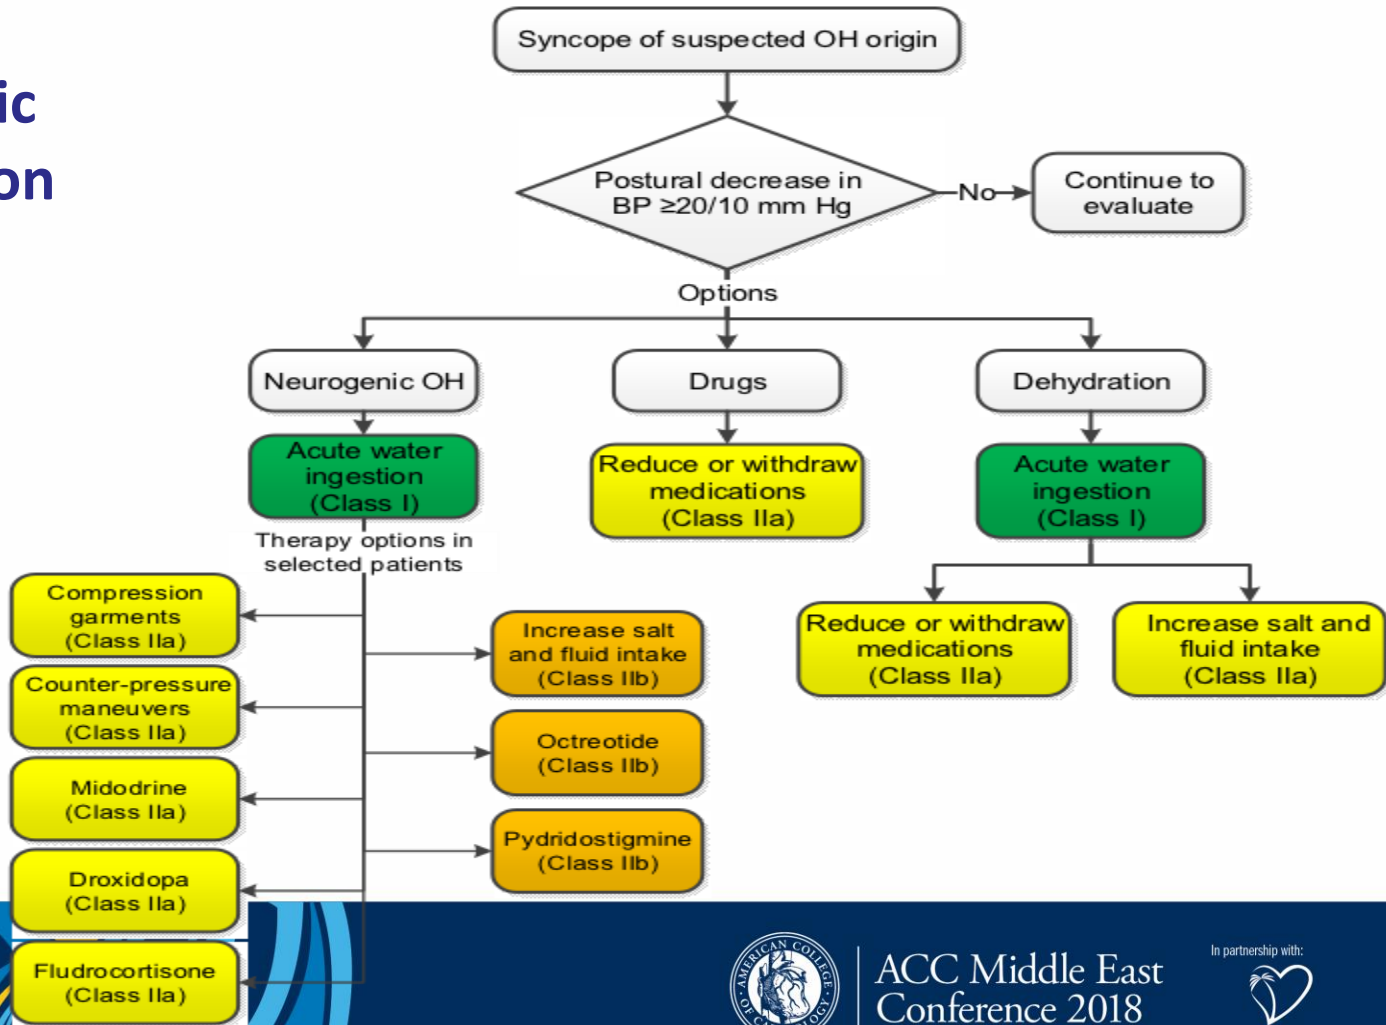 ic
on
Syncope of suspected OH origin
Postural decrease in
BP ≥20/10 mm Hg
No
Continue to
evaluate
Options
Neurogenic OH
Drugs
Dehydration
Acute water
ingestion
(Class I)
Reduce or withdraw
medications
(Class IIa)
Acute water
ingestion
(Class I)
Therapy options in
selected patients
Compression
garments
(Class IIa)
Counter-pressure
maneuvers
(Class IIa)
Midodrine
(Class IIa)
Droxidopa
(Class IIa)
Fludrocortisone
(Class IIa)
Increase salt
and fluid intake
(Class IIb)
Octreotide
(Class IIb)
Pydridostigmine
(Class IIb)
Reduce or withdraw
medications
(Class IIa)
Increase salt and
fluid intake
(Class IIa)
AMERICAN COLLEGE
ACC Middle East
Conference 2018
In partnership with: